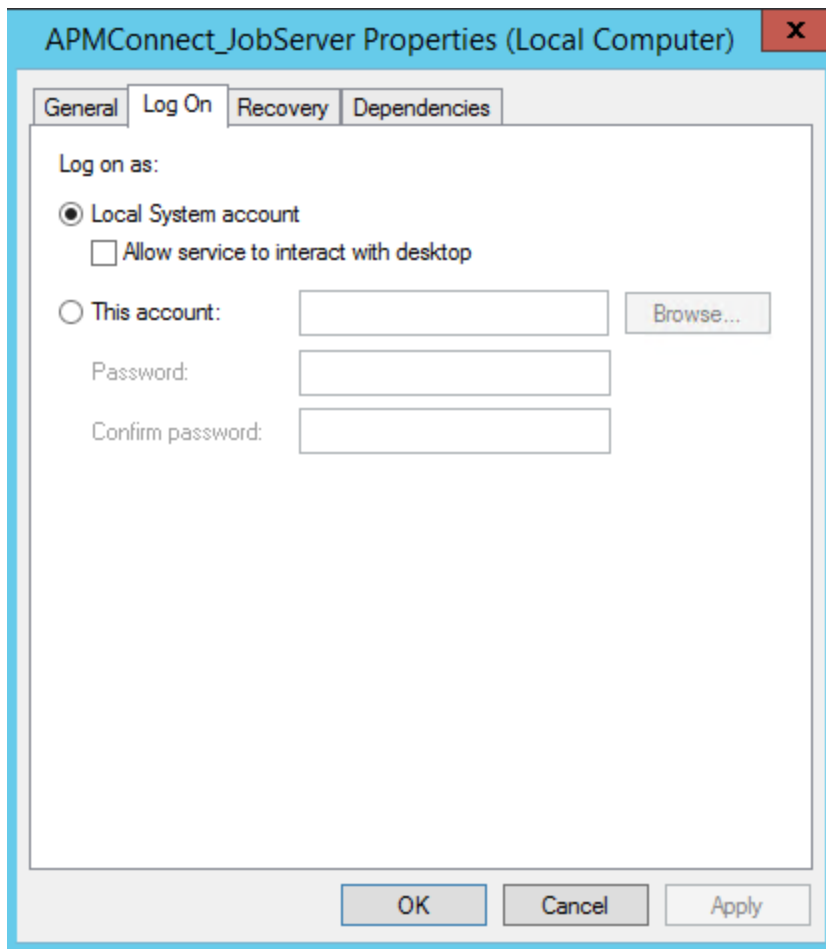 APMConnect_JobServer Properties (Local Computer)
x
General Log On Recovery Dependencies
Log on as:
Local System account
Allow service to interact with desktop
This account: Browse...
Password:
Confirm password:
OK Cancel Apply